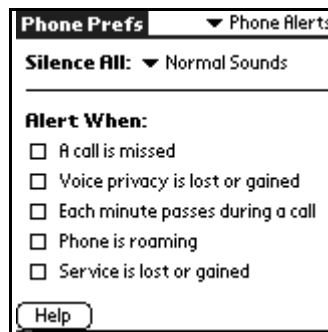 Phone Prefs Phone Alerts
Silence All: Normal Sounds
Alert When:
A call is missed
Voice privacy is lost or gained
Each minute passes during a call
Phone is roaming
Service is lost or gained
Help